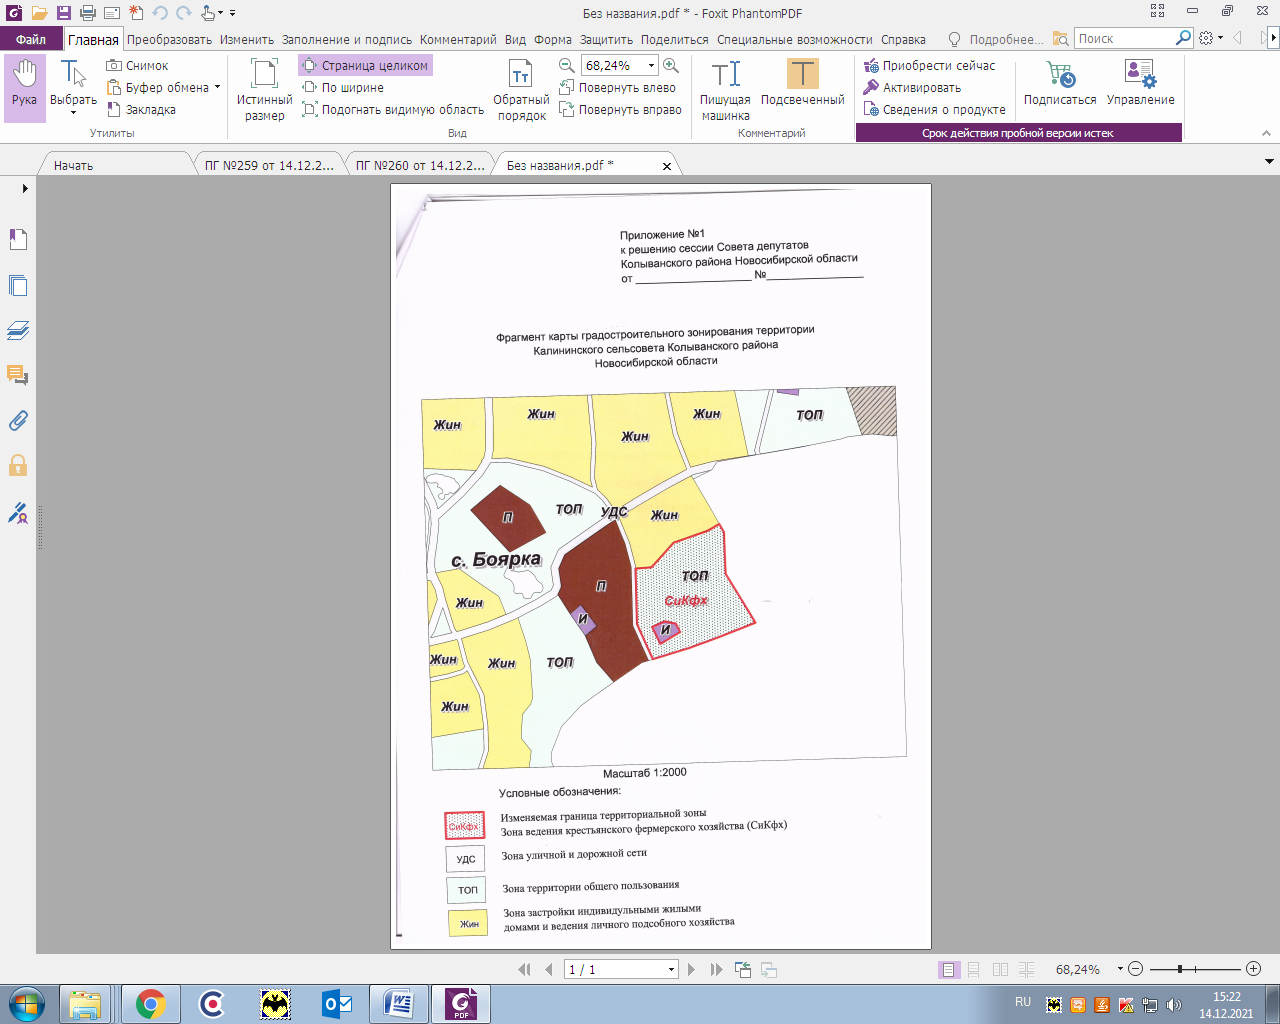 Без названия.pdf * - Foxit PhantomPDF
Файл Главная Преобразовать Изменить Заполнение и подпись Комментарий Вид Форма Защитить Поделиться Специальные возможности Справка Подробнее... Поиск
Рука
Выбрать
Снимок
Буфер обмена
Закладка
Утилиты
Истинный размер
Страница целиком
По ширине
Подогнать видимую область
Обратный порядок
68,24%
Повернуть влево
Повернуть вправо
Вид
Пишущая машинка
Подсвеченный
Комментарий
Приобрести сейчас
Активировать
Сведения о продукте
Подписаться
Управление
Срок действия пробной версии истек
Начать ПГ №259 от 14.12.2... ПГ №260 от 14.12.2... Без названия.pdf *
Приложение №1
к решению сессии Совета депутатов
Колыванского района Новосибирской области
от ____________________ №_________________
Фрагмент карты градостроительного зонирования территории
Калининского сельсовета Колыванского района
Новосибирской области
Жин Жин Жин Жин ТОП
П ТОП УДС Жин
с. Боярка
П ТОП
СиКфх
Жин И И
Жин Жин ТОП
Жин
Масштаб 1:2000
Условные обозначения:
СиКфх Изменяемая граница территориальной зоны
Зона ведения крестьянского фермерского хозяйства (СиКфх)
УДС Зона уличной и дорожной сети
ТОП Зона территории общего пользования
Жин Зона застройки индивидульными жилыми
домами и ведения личного подсобного хозяйства
1 / 1 68,24%
PDF
RU 15:22
14.12.2021